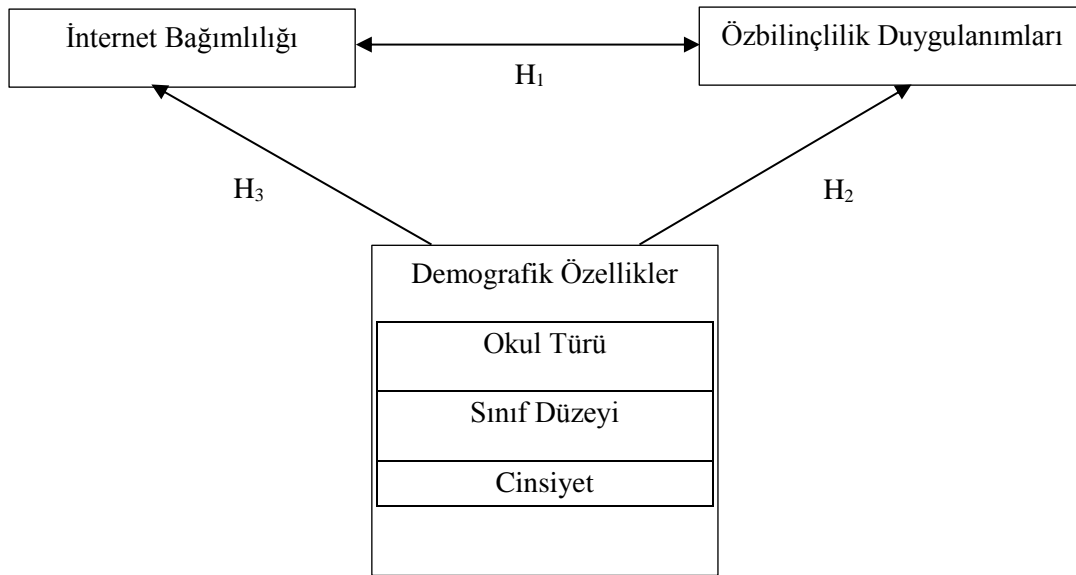 İnternet Bağımlılığı
Özbilinçlilik Duygulanımları
H₁
H₃
H₂
Demografik Özellikler
Okul Türü
Sınıf Düzeyi
Cinsiyet